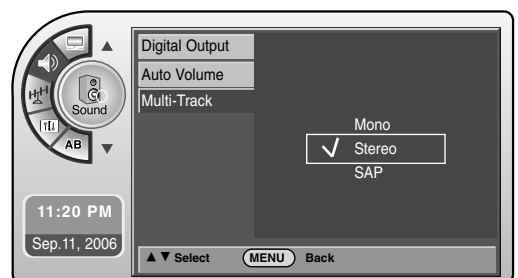 Digital Output
Auto Volume
Multi-Track
Sound
AB
Mono
Stereo
SAP
11:20 PM
Sep.11, 2006
▲ ▼ Select MENU Back